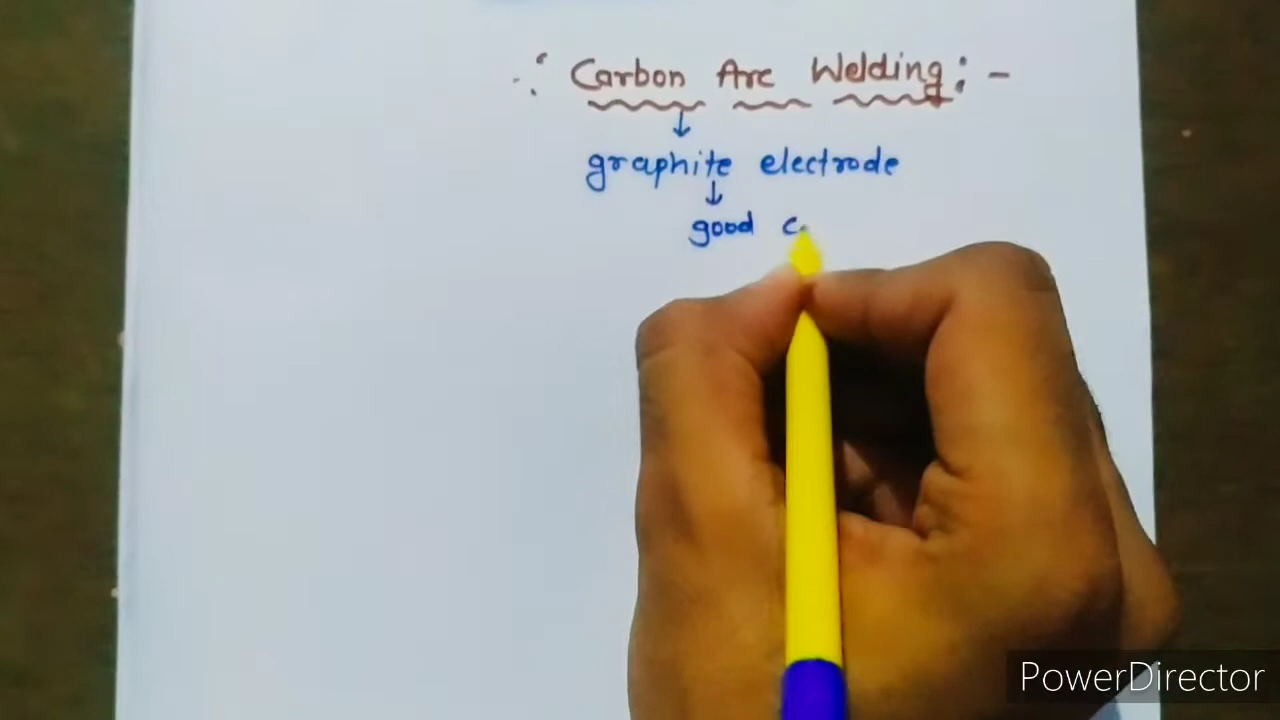 ∴ Carbon Arc Welding : -
↓
graphite electrode
↓
good
PowerDirector